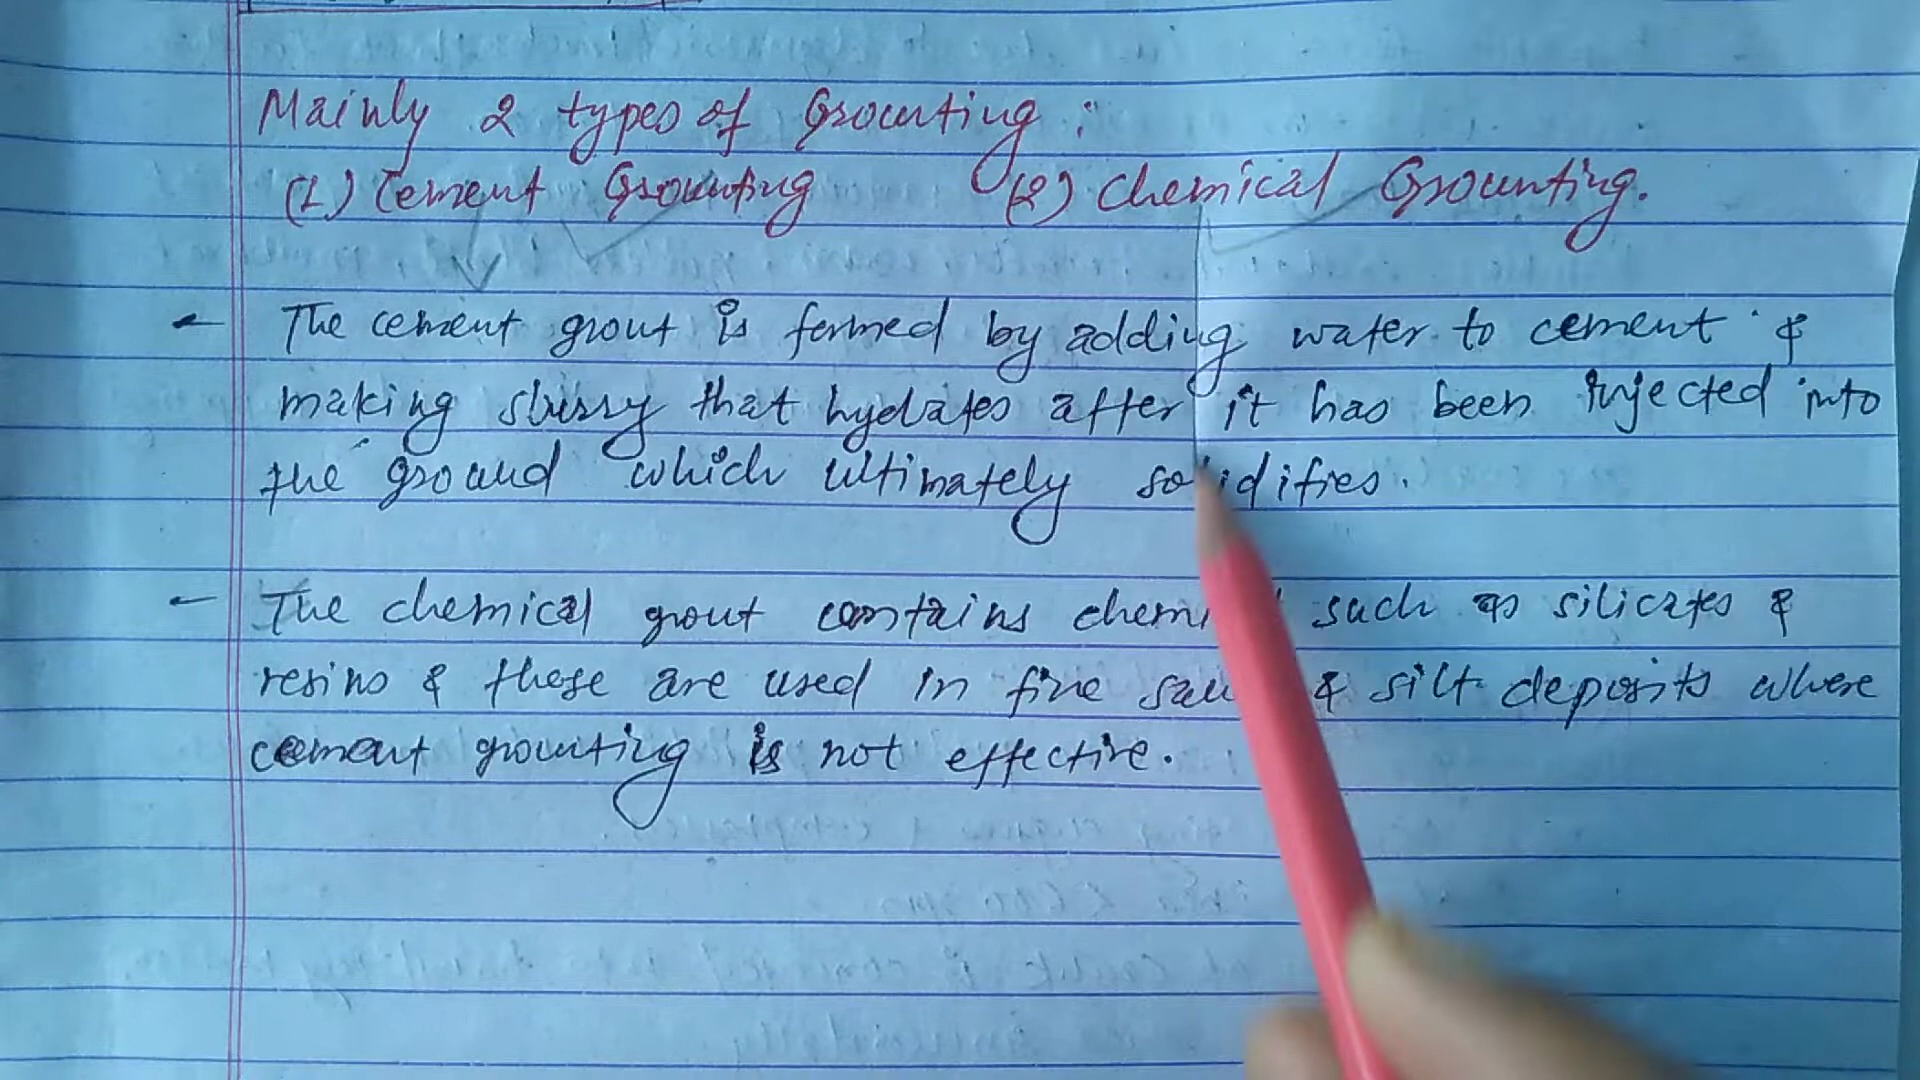 Mainly 2 types of Grouting :
(1) Cement Grouting (2) Chemical Grouting.
- The cement grout is formed by adding water to cement &
making slurry that hydrates after it has been injected into
the ground which ultimately solidifies.
- The chemical grout contains chemi such as silicates &
resins & these are used in fine sand & silt deposits where
cement grouting is not effective.